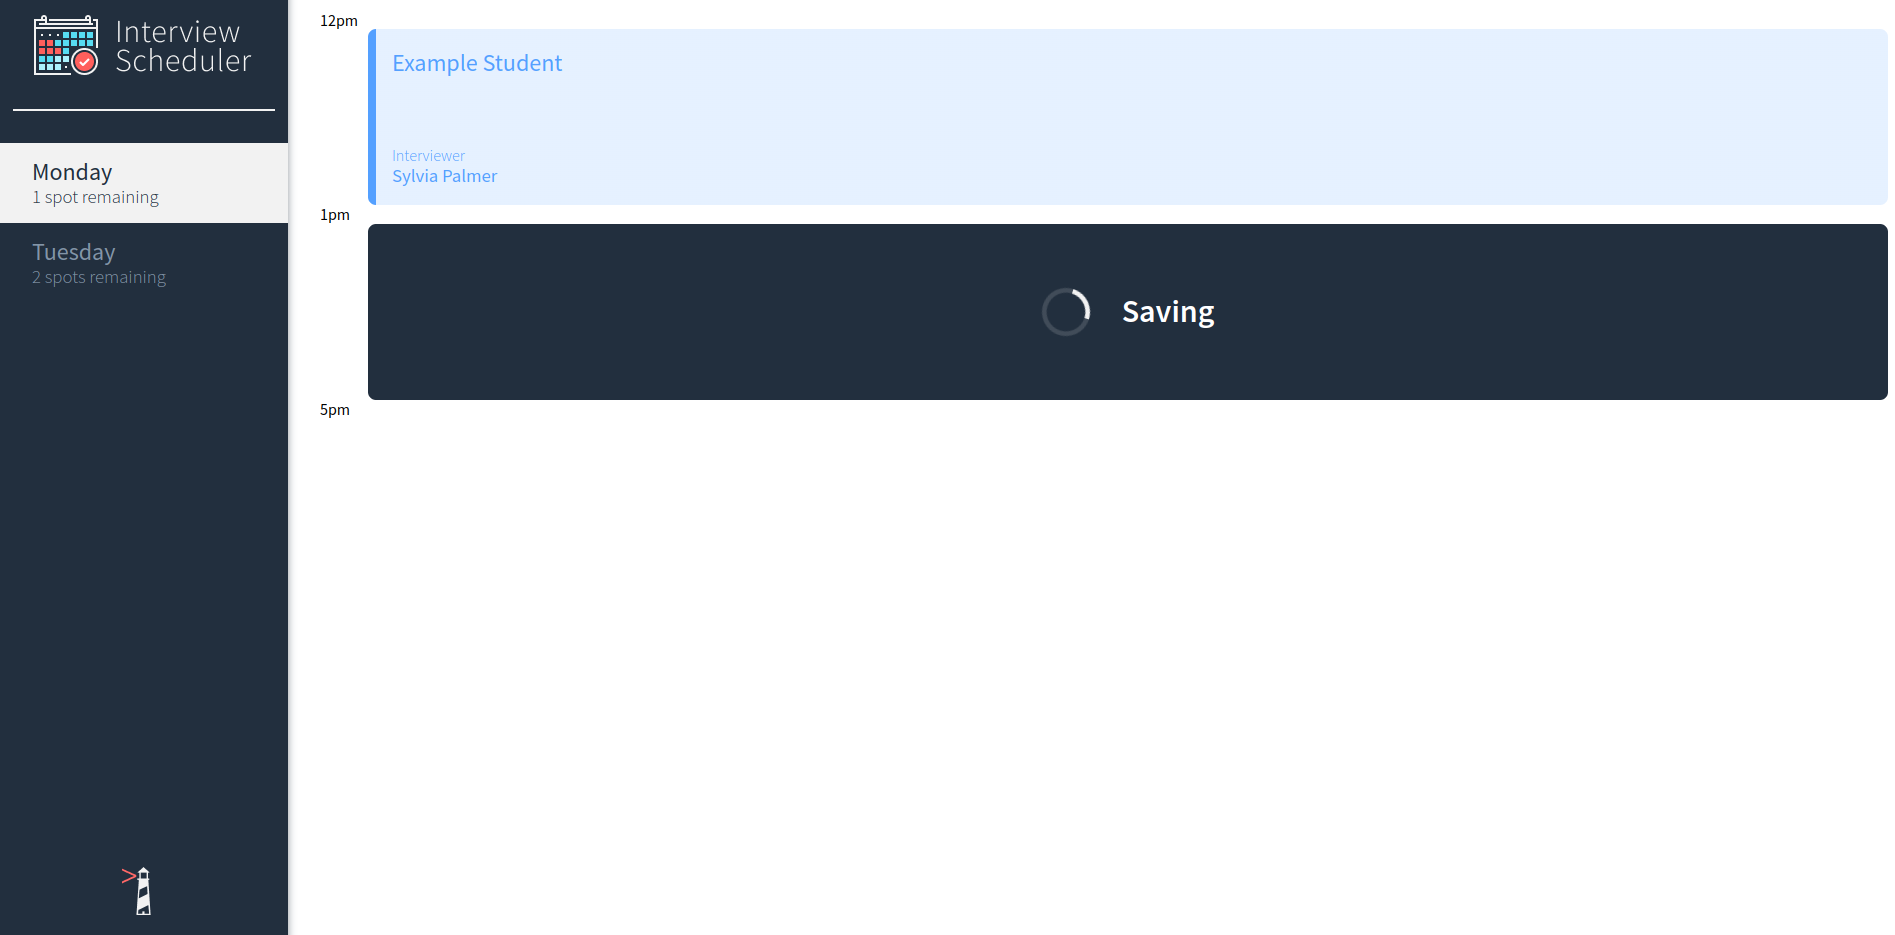 Interview
Scheduler
Monday
1 spot remaining
Tuesday
2 spots remaining
12pm
Example Student
Interviewer
Sylvia Palmer
1pm
Saving
5pm